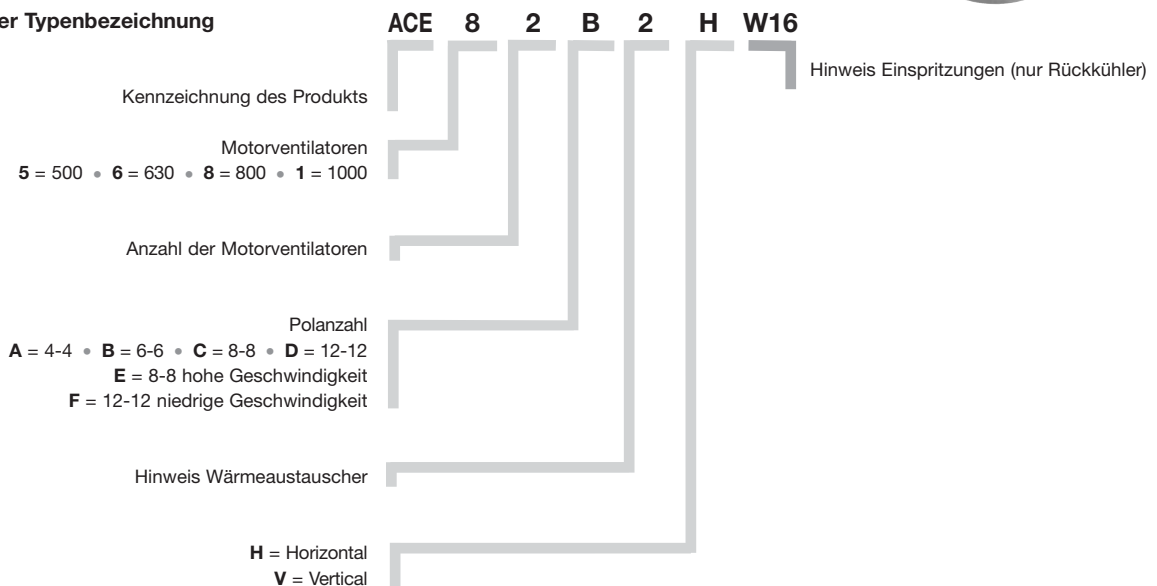 er Typenbezeichnung
ACE 8 2 B 2 H W16
Hinweis Einspritzungen (nur Rückkühler)
Kennzeichnung des Produkts
Motorventilatoren
5 = 500 • 6 = 630 • 8 = 800 • 1 = 1000
Anzahl der Motorventilatoren
Polanzahl
A = 4-4 • B = 6-6 • C = 8-8 • D = 12-12
E = 8-8 hohe Geschwindigkeit
F = 12-12 niedrige Geschwindigkeit
Hinweis Wärmeaustauscher
H = Horizontal
V = Vertical